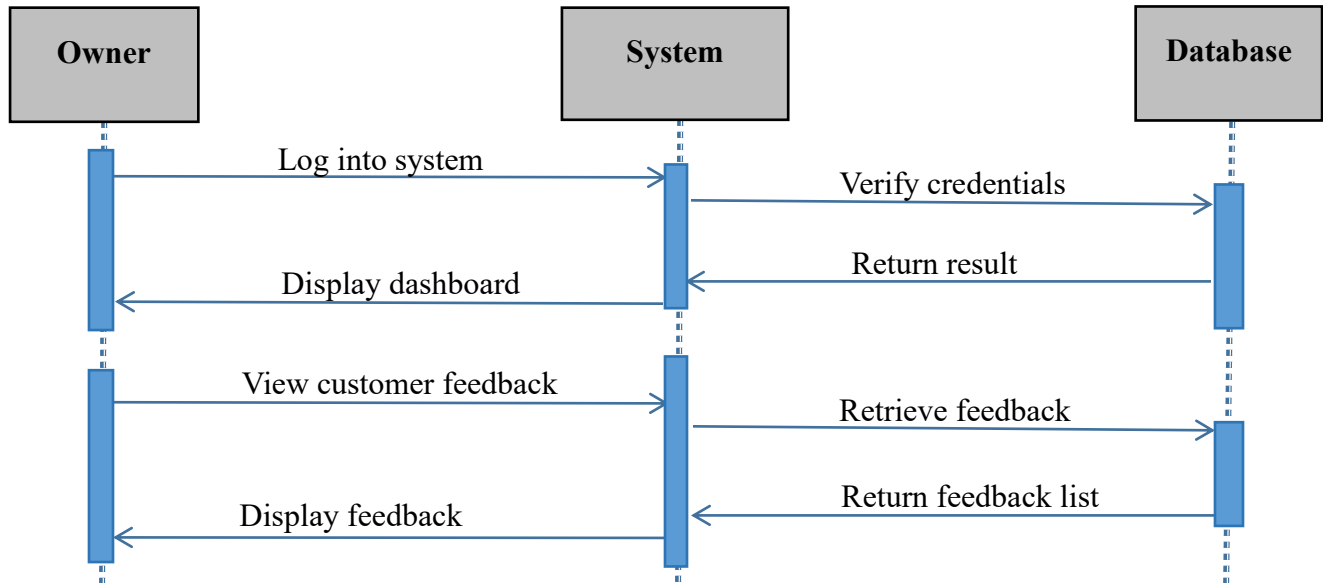 Owner
System
Database
Log into system
Verify credentials
Return result
Display dashboard
View customer feedback
Retrieve feedback
Return feedback list
Display feedback